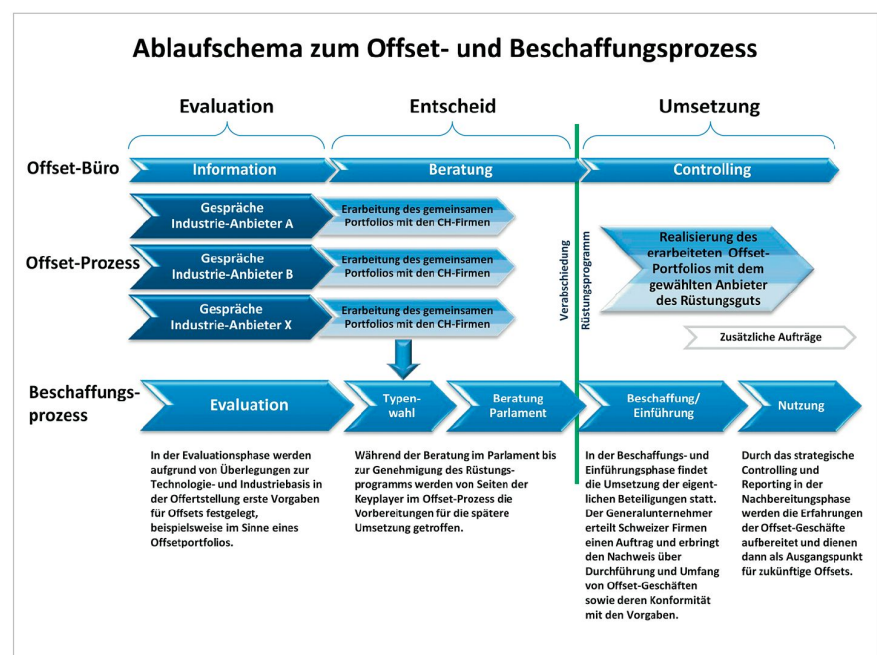 Ablaufschema zum Offset- und Beschaffungsprozess
Evaluation
Entscheid
Umsetzung
Offset-Büro
Information
Beratung
Controlling
Offset-Prozess
Gespräche
Industrie-Anbieter A
Erarbeitung des gemeinsamen
Portfolios mit den CH-Firmen
Gespräche
Industrie-Anbieter B
Erarbeitung des gemeinsamen
Portfolios mit den CH-Firmen
Gespräche
Industrie-Anbieter X
Erarbeitung des gemeinsamen
Portfolios mit den CH-Firmen
Verabschiedung
Rüstungsprogramm
Realisierung des
erarbeiteten Offset-
Portfolios mit dem
gewählten Anbieter
des Rüstungsguts
Zusätzliche Aufträge
Beschaffungs-
prozess
Evaluation
Typen-
wahl
Beratung
Parlament
Beschaffung/
Einführung
Nutzung
In der Evaluationsphase werden
aufgrund von Überlegungen zur
Technologie- und Industriebasis in
der Offertstellung erste Vorgaben
für Offsets festgelegt,
beispielsweise im Sinne eines
Offsetportfolios.
Während der Beratung im Parlament bis
zur Genehmigung des Rüstungs-
programms werden von Seiten der
Keyplayer im Offset-Prozess die
Vorbereitungen für die spätere
Umsetzung getroffen.
In der Beschaffungs- und
Einführungsphase findet
die Umsetzung der eigent-
lichen Beteiligungen statt.
Der Generalunternehmer
erteilt Schweizer Firmen
einen Auftrag und erbringt
den Nachweis über
Durchführung und Umfang
von Offset-Geschäften
sowie deren Konformität
mit den Vorgaben.
Durch das strategische
Controlling und
Reporting in der
Nachbereitungsphase
werden die Erfahrungen
der Offset-Geschäfte
aufbereitet und dienen
dann als Ausgangspunkt
für zukünftige Offsets.